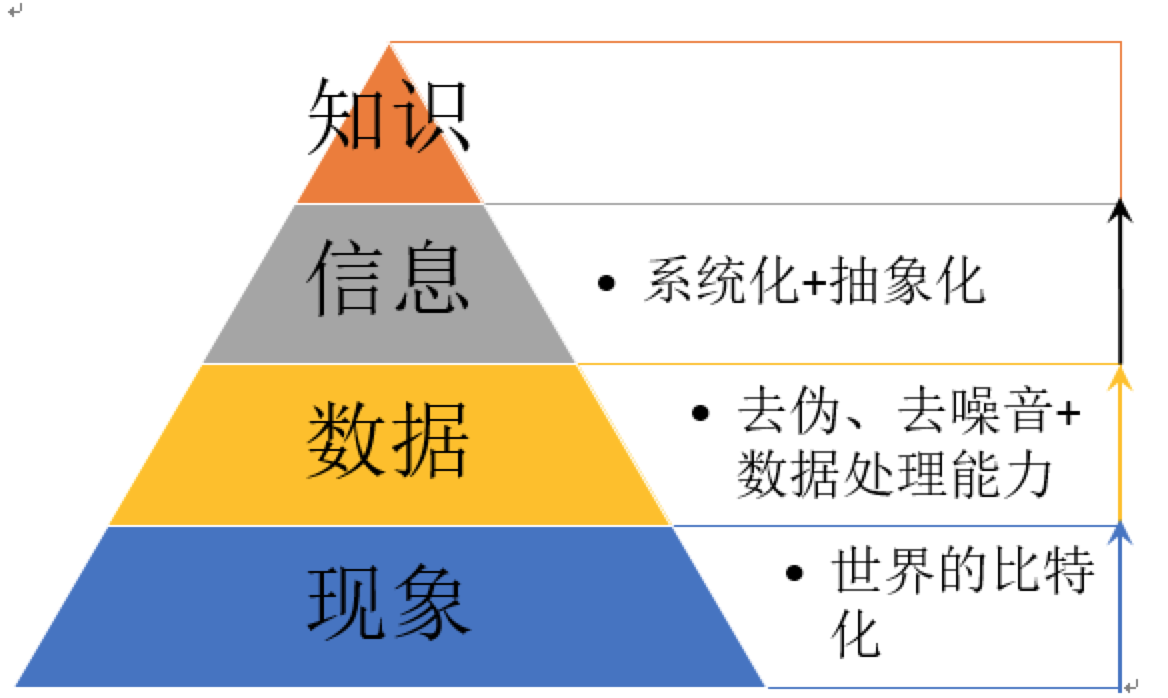 知识
信息
• 系统化+抽象化
数据
• 去伪、去噪音+
数据处理能力
现象
• 世界的比特
化